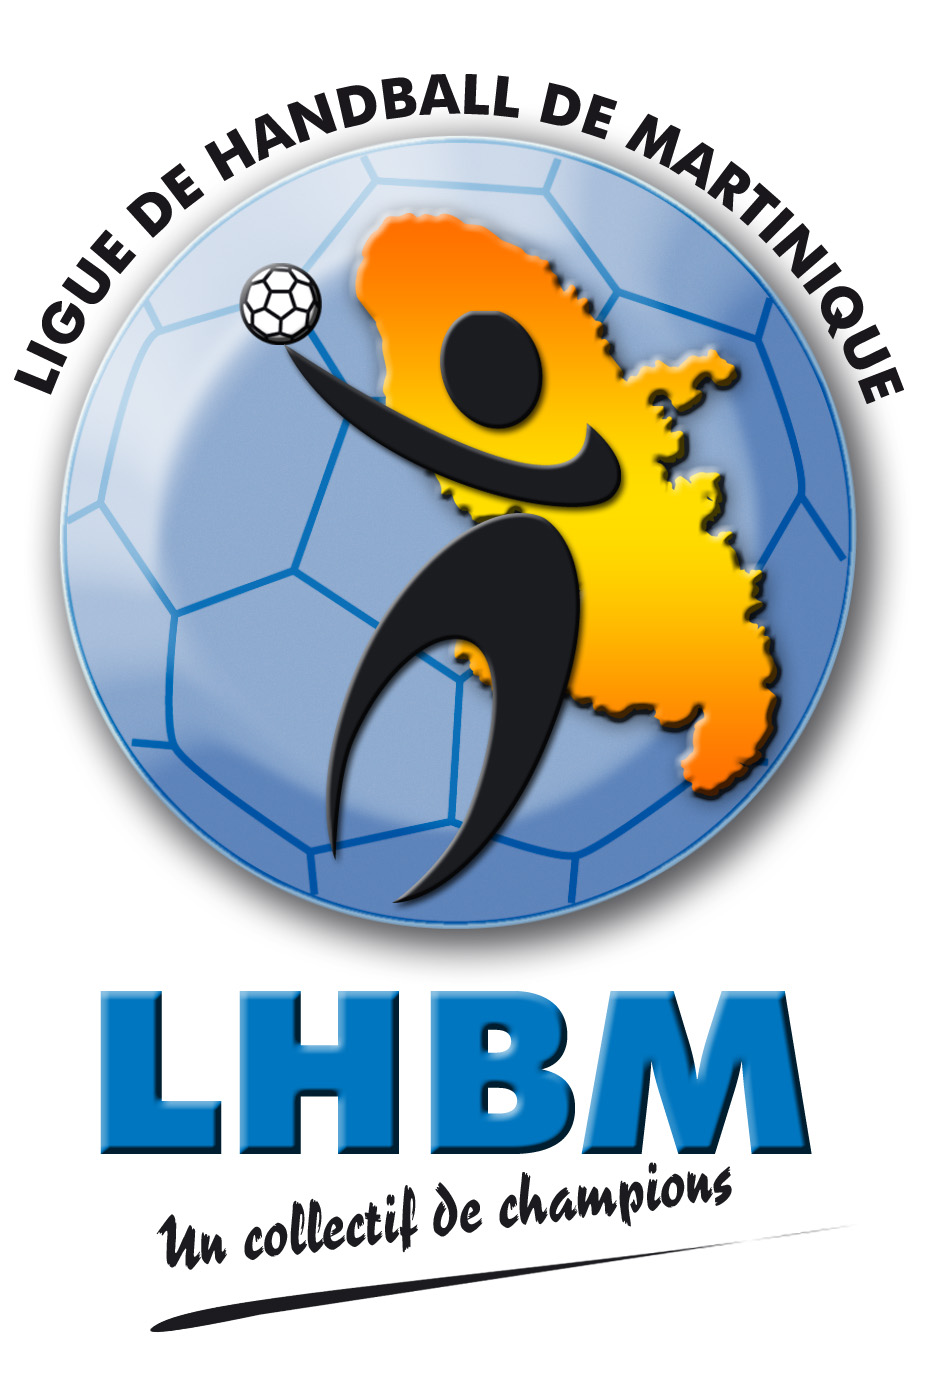 LIGUE DE HANDBALL DE MARTINIQUE
LHBM
Un collectif de champions